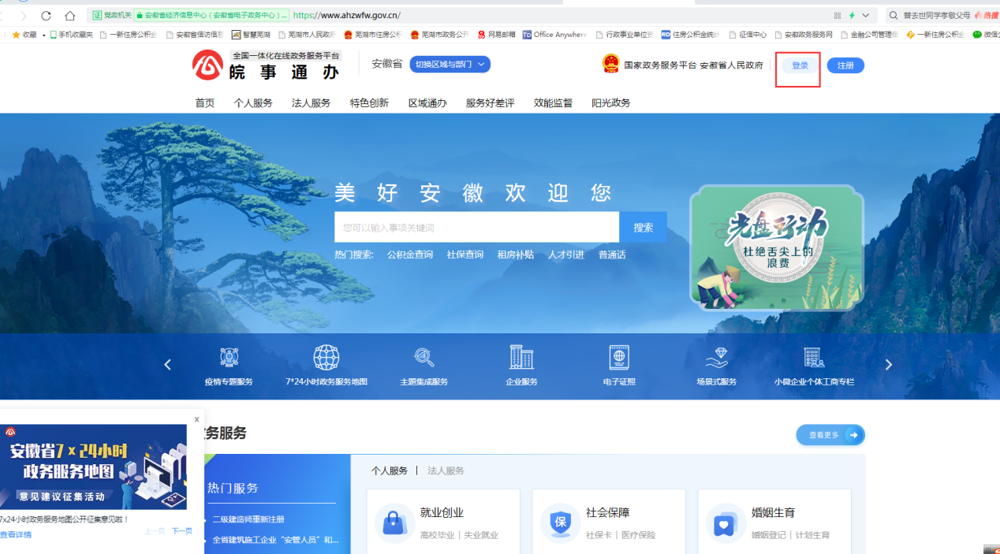 党政机关 安徽省经济信息中心（安徽省电子政务中心）... https://www.ahzwfw.gov.cn/ 替去世同学孝敬父母 热搜
收藏 手机收藏夹 一新住房公积金 安徽省信访信息 智慧芜湖 芜湖市人民政府 芜湖市住房公积 芜湖市政务公开 网易邮箱 Office Anywhere 行政事业单位资 住房公积金统计 征信中心 安徽政务服务网 金融公司管理信 一新住房公积金 微信公
全国一体化在线政务服务平台
皖事通办
安徽省 切换区域与部门
国家政务服务平台 安徽省人民政府 登录 注册
首页 个人服务 法人服务 特色创新 区域通办 服务好差评 效能监督 阳光政务
美好安徽欢迎您
您可以输入事项关键词 搜索
热门搜索: 公积金查询 社保查询 租房补贴 人才引进 普通话
光盘行动
杜绝舌尖上的
浪费
疫情专题服务 7*24小时政务服务地图 主题集成服务 企业服务 电子证照 场景式服务 小微企业个体工商专栏
务服务 查看更多
x
安徽省7x24小时
政务服务地图
意见建议征集活动
7x24小时政务服务地图公开征集意见啦！
上一页 下一页
查看详情
热门服务
二级建造师重新注册
全省建筑施工企业“安管人员”和...
个人服务 | 法人服务
就业创业
高校毕业 | 失业就业
保
社会保障
社保卡 | 医疗保险
婚姻生育
婚姻登记 | 计划生育